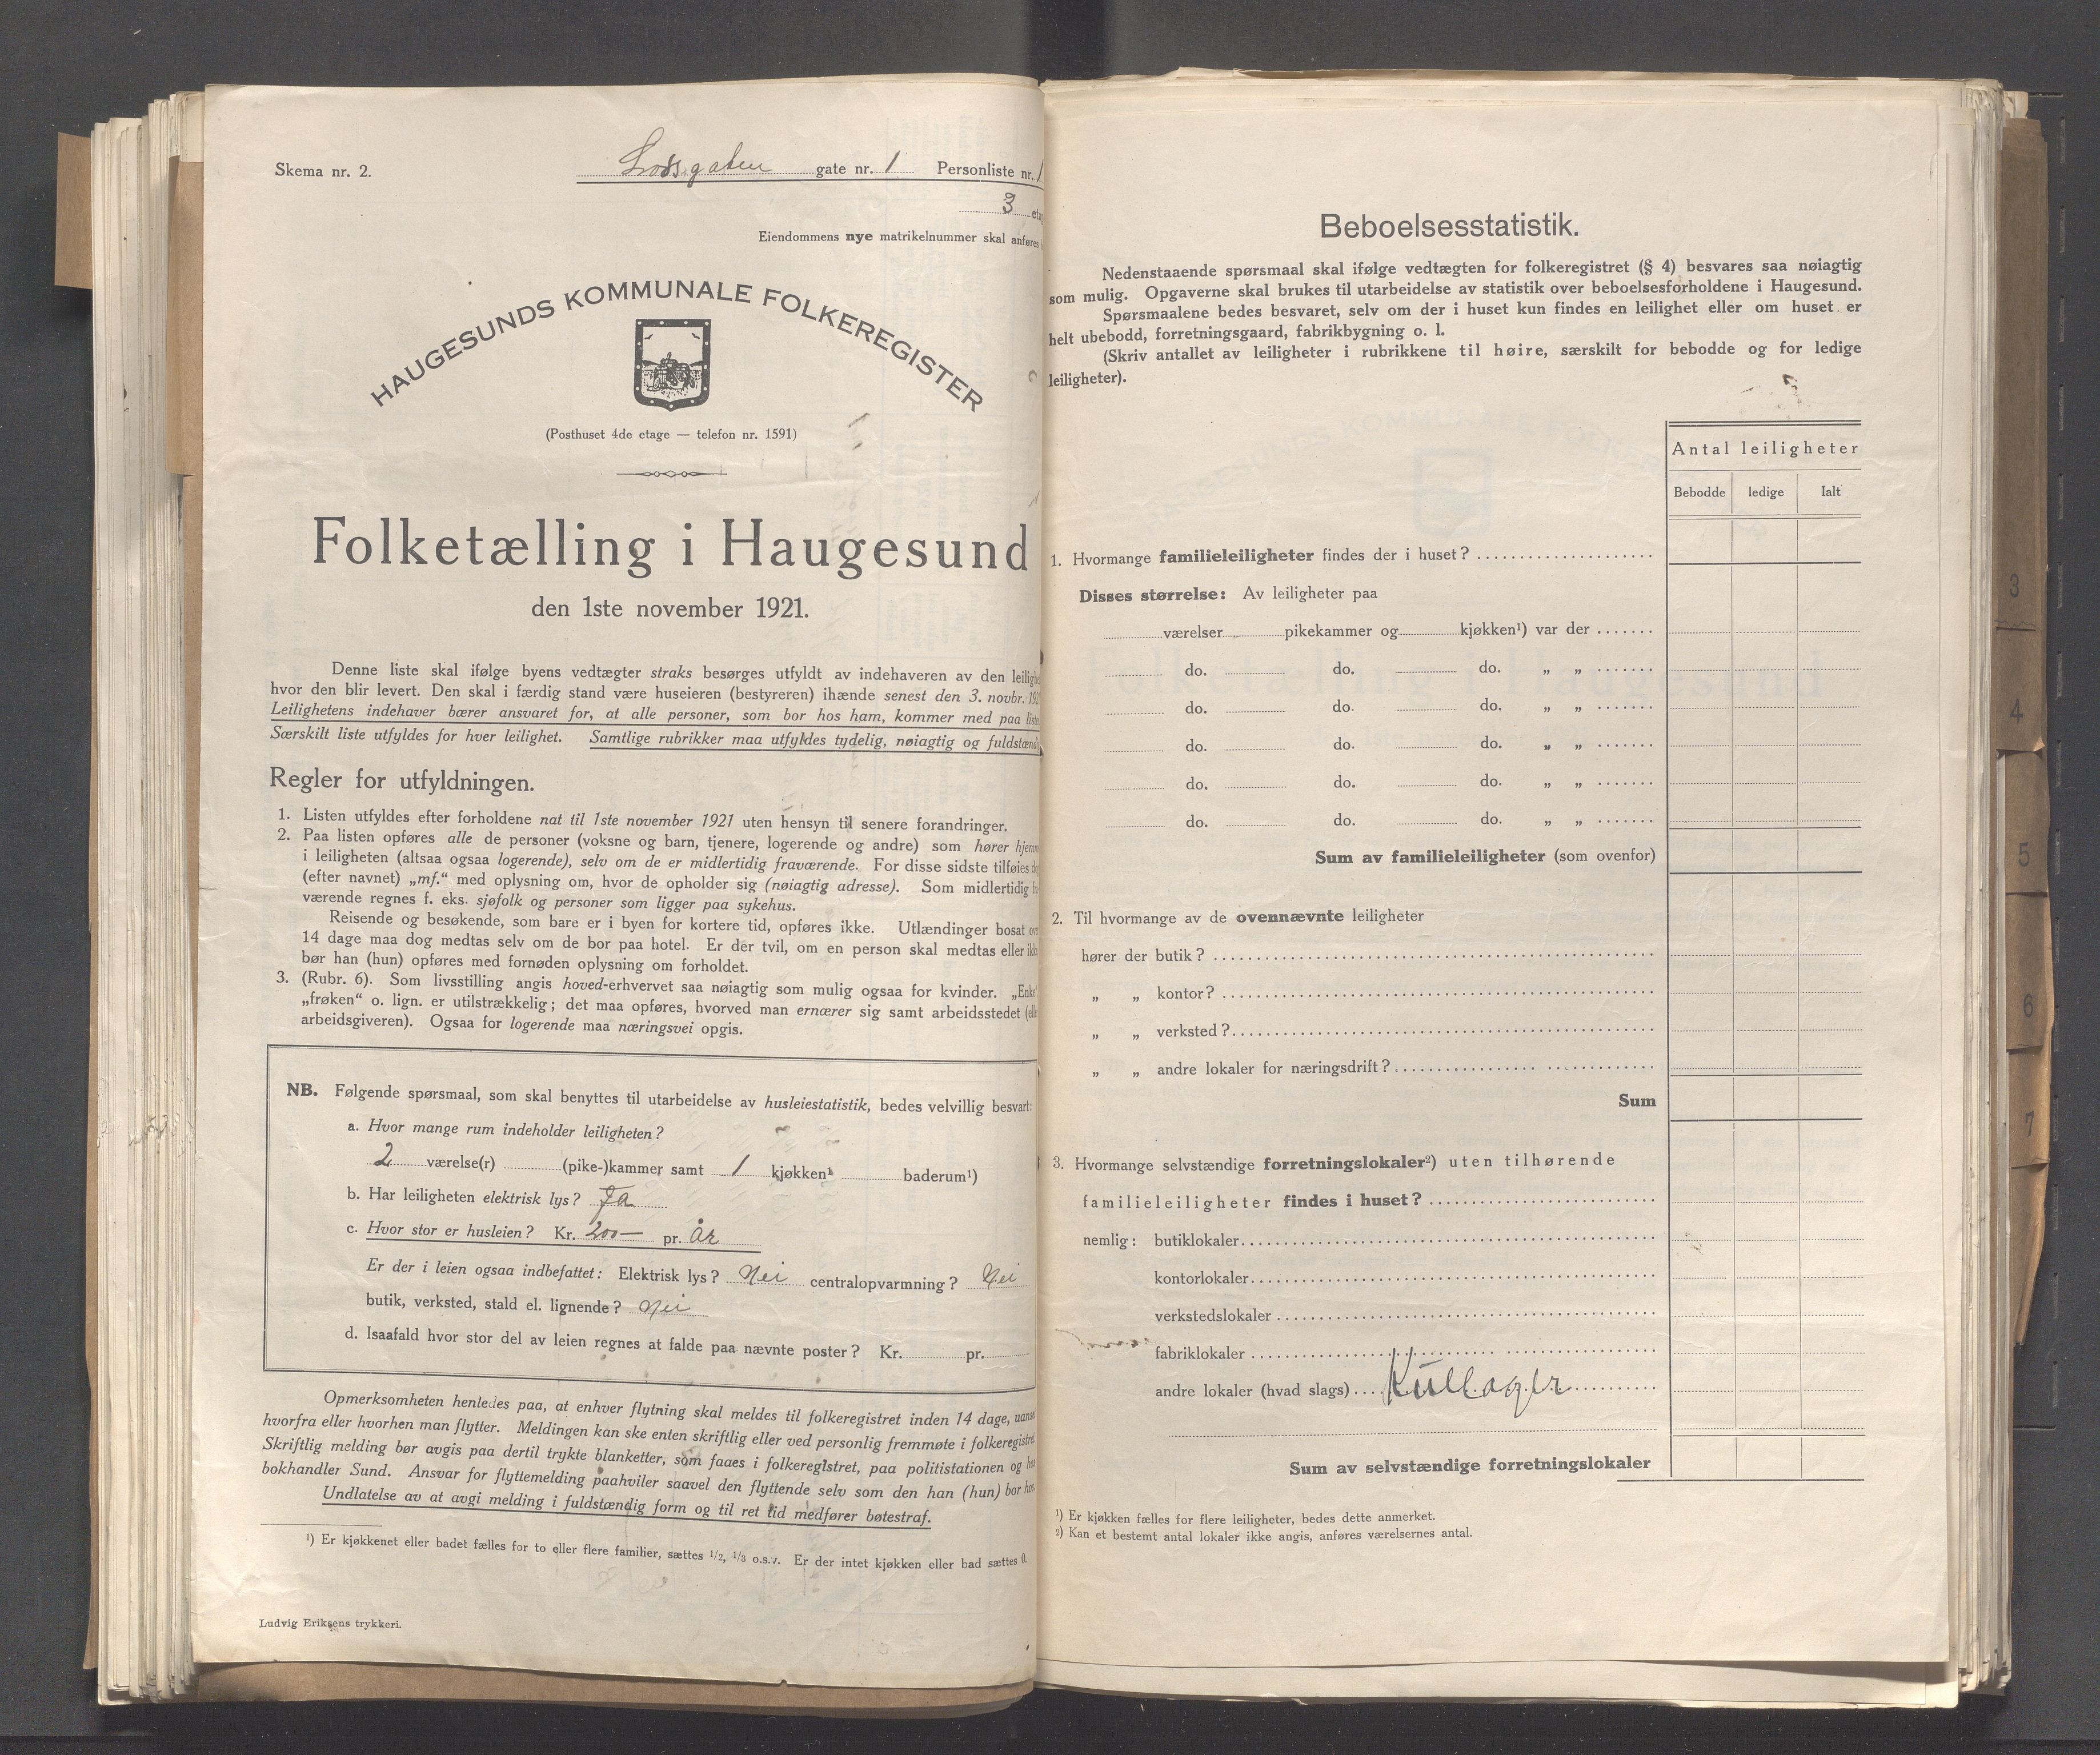 Skema nr. 2.
Losgaten gate nr. 1 Personliste nr. 1
3 etag
Eiendommens nye matrikelnummer skal anføres
HAUGESUNDS KOMMUNALE FOLKEREGISTER
(Posthuset 4de etage — telefon nr. 1591)
Folketælling i Haugesund
den 1ste november 1921.
Denne liste skal ifølge byens vedtægter straks besørges utfyldt av indehaveren av den leilighe
hvor den blir levert. Den skal i færdig stand være huseieren (bestyreren) ihænde senest den 3. novbr. 192
Leilighetens indehaver bærer ansvaret for, at alle personer, som bor hos ham, kommer med paa liste
Særskilt liste utfyldes for hver leilighet. Samtlige rubrikker maa utfyldes tydelig, nøiagtig og fuldstændi
Regler for utfyldningen.
1. Listen utfyldes efter forholdene nat til 1ste november 1921 uten hensyn til senere forandringer.
2. Paa listen opføres alle de personer (voksne og barn, tjenere, logerende og andre) som hører hjem
i leiligheten (altsaa ogsaa logerende), selv om de er midlertidig fraværende. For disse sidste tilføies d
(efter navnet) „mf.“ med oplysning om, hvor de opholder sig (nøiagtig adresse). Som midlertidig fr
værende regnes f. eks. sjøfolk og personer som ligger paa sykehus.
Reisende og besøkende, som bare er i byen for kortere tid, opføres ikke. Utlændinger bosat ov
14 dage maa dog medtas selv om de bor paa hotel. Er der tvil, om en person skal medtas eller ikk
bør han (hun) opføres med fornøden oplysning om forholdet.
3. (Rubr. 6). Som livsstilling angis hoved-erhvervet saa nøiagtig som mulig ogsaa for kvinder. „Enke“
„frøken“ o. lign. er utilstrækkelig; det maa opføres, hvorved man ernærer sig samt arbeidsstedet (ell
arbeidsgiveren). Ogsaa for logerende maa næringsvei opgis.
NB. Følgende spørsmaal, som skal benyttes til utarbeidelse av husleiestatistik, bedes velvillig besvart:
a. Hvor mange rum indeholder leiligheten?
2 værelse(r) (pike-)kammer samt 1 kjøkken¹ baderum¹)
b. Har leiligheten elektrisk lys? Ja
c. Hvor stor er husleien? Kr. 200— pr. År
Er der i leien ogsaa indbefattet: Elektrisk lys? Nei centralopvarmning? Nei
butik, verksted, stald el. lignende? Nei
d. Isaafald hvor stor del av leien regnes at falde paa nævnte poster? Kr. pr.
Opmerksomheten henledes paa, at enhver flytning skal meldes til folkeregistret inden 14 dage, uanse
hvorfra eller hvorhen man flytter. Meldingen kan ske enten skriftlig eller ved personlig fremmøte i folkeregistre
Skriftlig melding bør avgis paa dertil trykte blanketter, som faaes i folkeregistret, paa politistationen og ho
bokhandler Sund. Ansvar for flyttemelding paahviler saavel den flyttende selv som den han (hun) bor hos.
Undlatelse av at avgi melding i fuldstændig form og til ret tid medfører bøtestraf.
¹) Er kjøkkenet eller badet fælles for to eller flere familier, sættes 1/2, 1/3 o.s.v. Er der intet kjøkken eller bad sættes 0.
Ludvig Eriksens trykkeri.
Beboelsesstatistik.
Nedenstaaende spørsmaal skal ifølge vedtægten for folkeregistret (§ 4) besvares saa nøiagtig
som mulig. Opgaverne skal brukes til utarbeidelse av statistik over beboelsesforholdene i Haugesund.
Spørsmaalene bedes besvaret, selv om der i huset kun findes en leilighet eller om huset er
helt ubebodd, forretningsgaard, fabrikbygning o. l.
(Skriv antallet av leiligheter i rubrikkene til høire, særskilt for bebodde og for ledige
leiligheter).
Antal leiligheter
Bebodde ledige Ialt
1. Hvormange familieleiligheter findes der i huset?
Disses størrelse: Av leiligheter paa
værelser pikekammer og kjøkken¹) var der
do. do. do. „ „
do. do. do. „ „
do. do. do. „ „
do. do. do. „ „
do. do. do. „ „
Sum av familieleiligheter (som ovenfor)
2. Til hvormange av de ovennævnte leiligheter
hører der butik?
„ „ kontor?
„ „ verksted?
„ „ andre lokaler for næringsdrift?
Sum
3. Hvormange selvstændige forretningslokaler²) uten tilhørende
familieleiligheter findes i huset?
nemlig: butiklokaler
kontorlokaler
verkstedslokaler
fabriklokaler
andre lokaler (hvad slags) Kullager
Sum av selvstændige forretningslokaler
¹) Er kjøkken fælles for flere leiligheter, bedes dette anmerket.
²) Kan et bestemt antal lokaler ikke angis, anføres værelsernes antal.
3
4
5
6
7